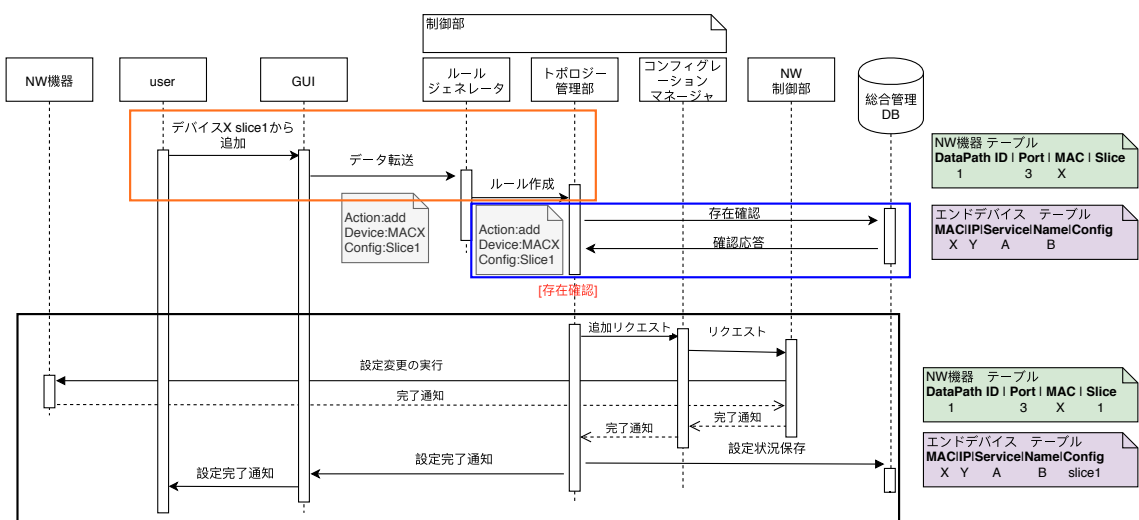 制御部
NW機器
user
GUI
ルール
ジェネレータ
トポロジー
管理部
コンフィグレ
ーション
マネージャ
NW
制御部
総合管理
DB
デバイスX slice1から
追加
データ転送
ルール作成
Action:add
Device:MACX
Config:Slice1
Action:add
Device:MACX
Config:Slice1
存在確認
確認応答
[存在確認]
NW機器 テーブル
DataPath ID | Port | MAC | Slice
1 3 X
エンドデバイス テーブル
MAC|IP|Service|Name|Config
X Y A B
追加リクエスト
リクエスト
設定変更の実行
完了通知
完了通知
完了通知
設定状況保存
設定完了通知
設定完了通知
NW機器 テーブル
DataPath ID | Port | MAC | Slice
1 3 X 1
エンドデバイス テーブル
MAC|IP|Service|Name|Config
X Y A B slice1